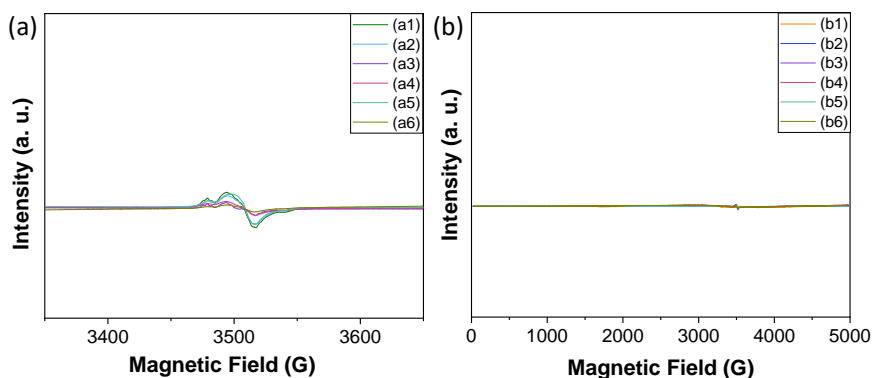 (a)
(a1)
(a2)
(a3)
(a4)
(a5)
(a6)
Intensity (a. u.)
3400 3500 3600
Magnetic Field (G)
(b)
(b1)
(b2)
(b3)
(b4)
(b5)
(b6)
Intensity (a. u.)
0 1000 2000 3000 4000 5000
Magnetic Field (G)